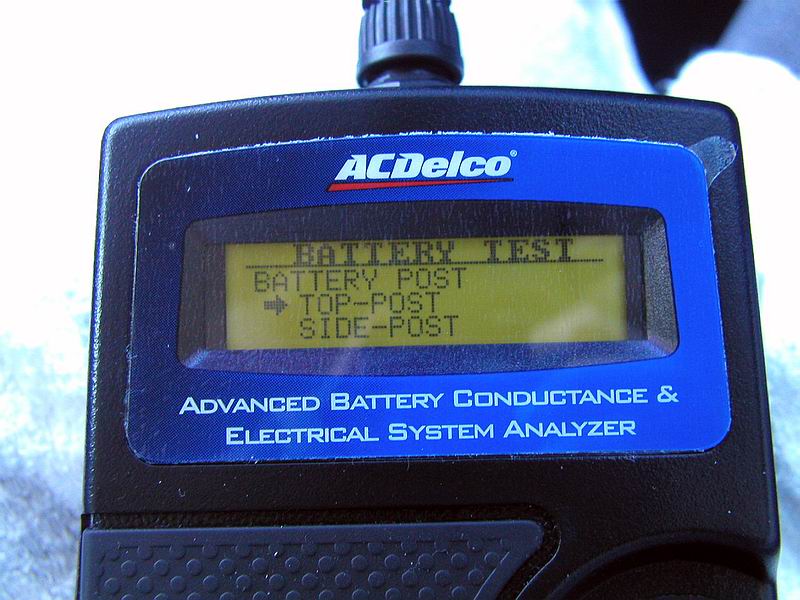 ACDelco®
BATTERY TEST
BATTERY POST
➔ TOP-POST
SIDE-POST
ADVANCED BATTERY CONDUCTANCE &
ELECTRICAL SYSTEM ANALYZER